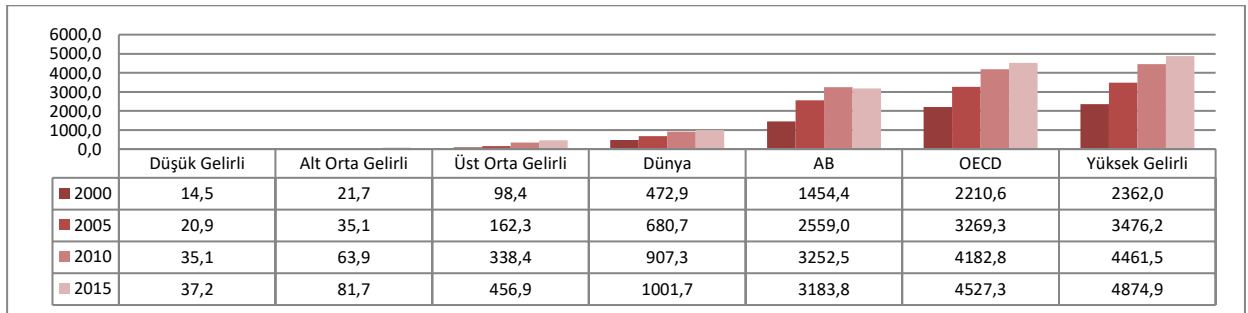 6000,0
5000,0
4000,0
3000,0
2000,0
1000,0
0,0
Düşük Gelirli Alt Orta Gelirli Üst Orta Gelirli Dünya AB OECD Yüksek Gelirli
2000 14,5 21,7 98,4 472,9 1454,4 2210,6 2362,0
2005 20,9 35,1 162,3 680,7 2559,0 3269,3 3476,2
2010 35,1 63,9 338,4 907,3 3252,5 4182,8 4461,5
2015 37,2 81,7 456,9 1001,7 3183,8 4527,3 4874,9